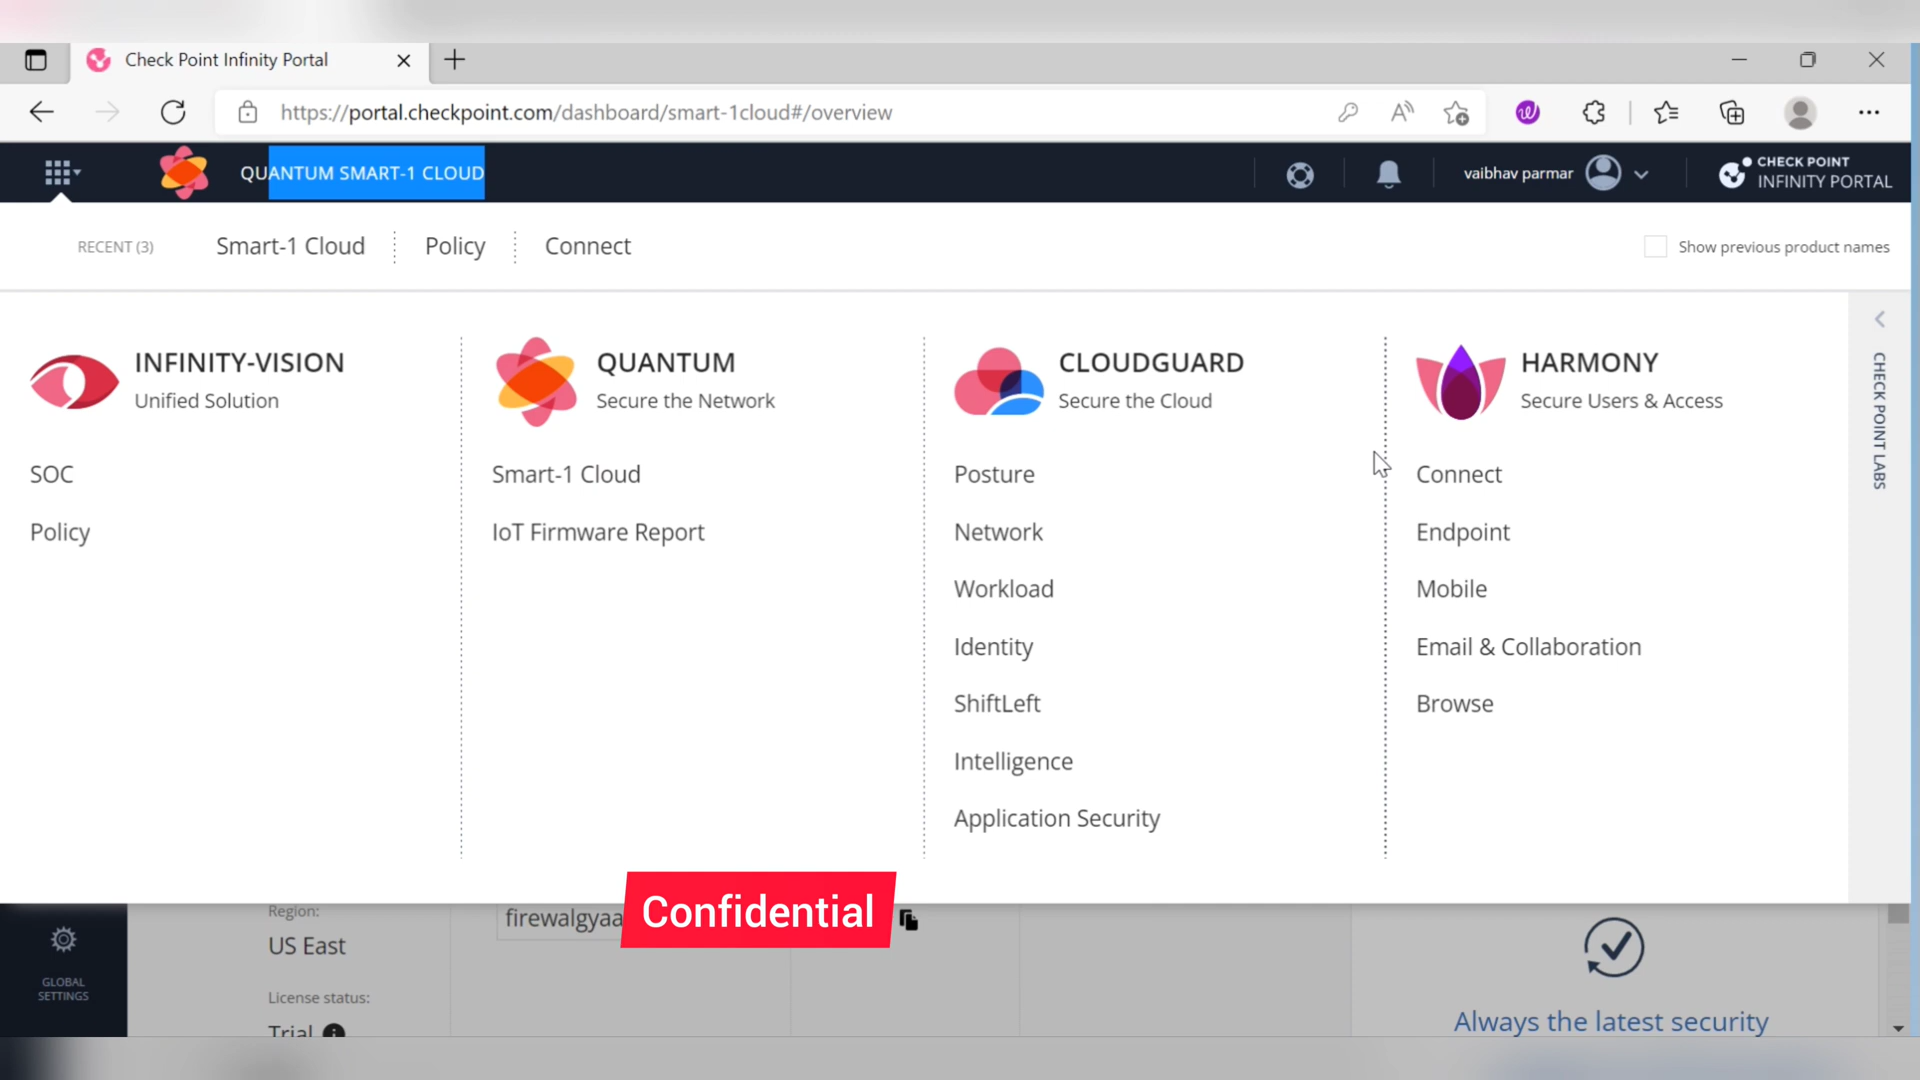 Check Point Infinity Portal
https://portal.checkpoint.com/dashboard/smart-1cloud#/overview
QUANTUM SMART-1 CLOUD
vaibhav parmar
CHECK POINT
INFINITY PORTAL
RECENT (3)
Smart-1 Cloud
Policy
Connect
Show previous product names
INFINITY-VISION
Unified Solution
SOC
Policy
QUANTUM
Secure the Network
Smart-1 Cloud
IoT Firmware Report
CLOUDGUARD
Secure the Cloud
Posture
Network
Workload
Identity
ShiftLeft
Intelligence
Application Security
HARMONY
Secure Users & Access
Connect
Endpoint
Mobile
Email & Collaboration
Browse
CHECK POINT LABS
GLOBAL
SETTINGS
Region:
US East
License status:
Trial
firewalgyaa
Confidential
Always the latest security